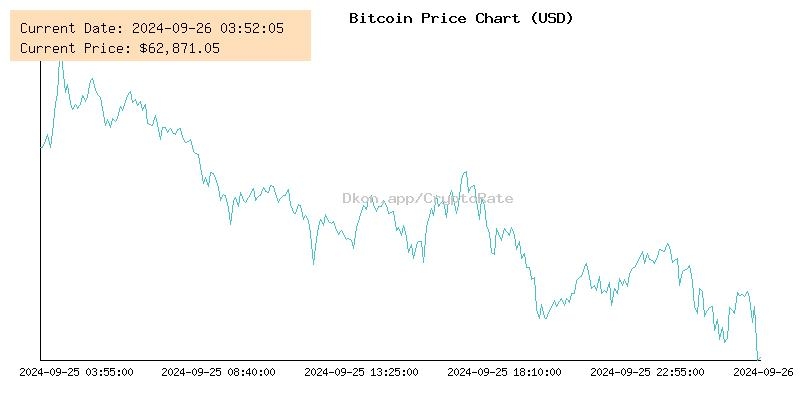 Bitcoin Price Chart (USD)
Current Date: 2024-09-26 03:52:05
Current Price: $62,871.05
Dkon.app/CryptoRate
2024-09-25 03:55:00 2024-09-25 08:40:00 2024-09-25 13:25:00 2024-09-25 18:10:00 2024-09-25 22:55:00 2024-09-26